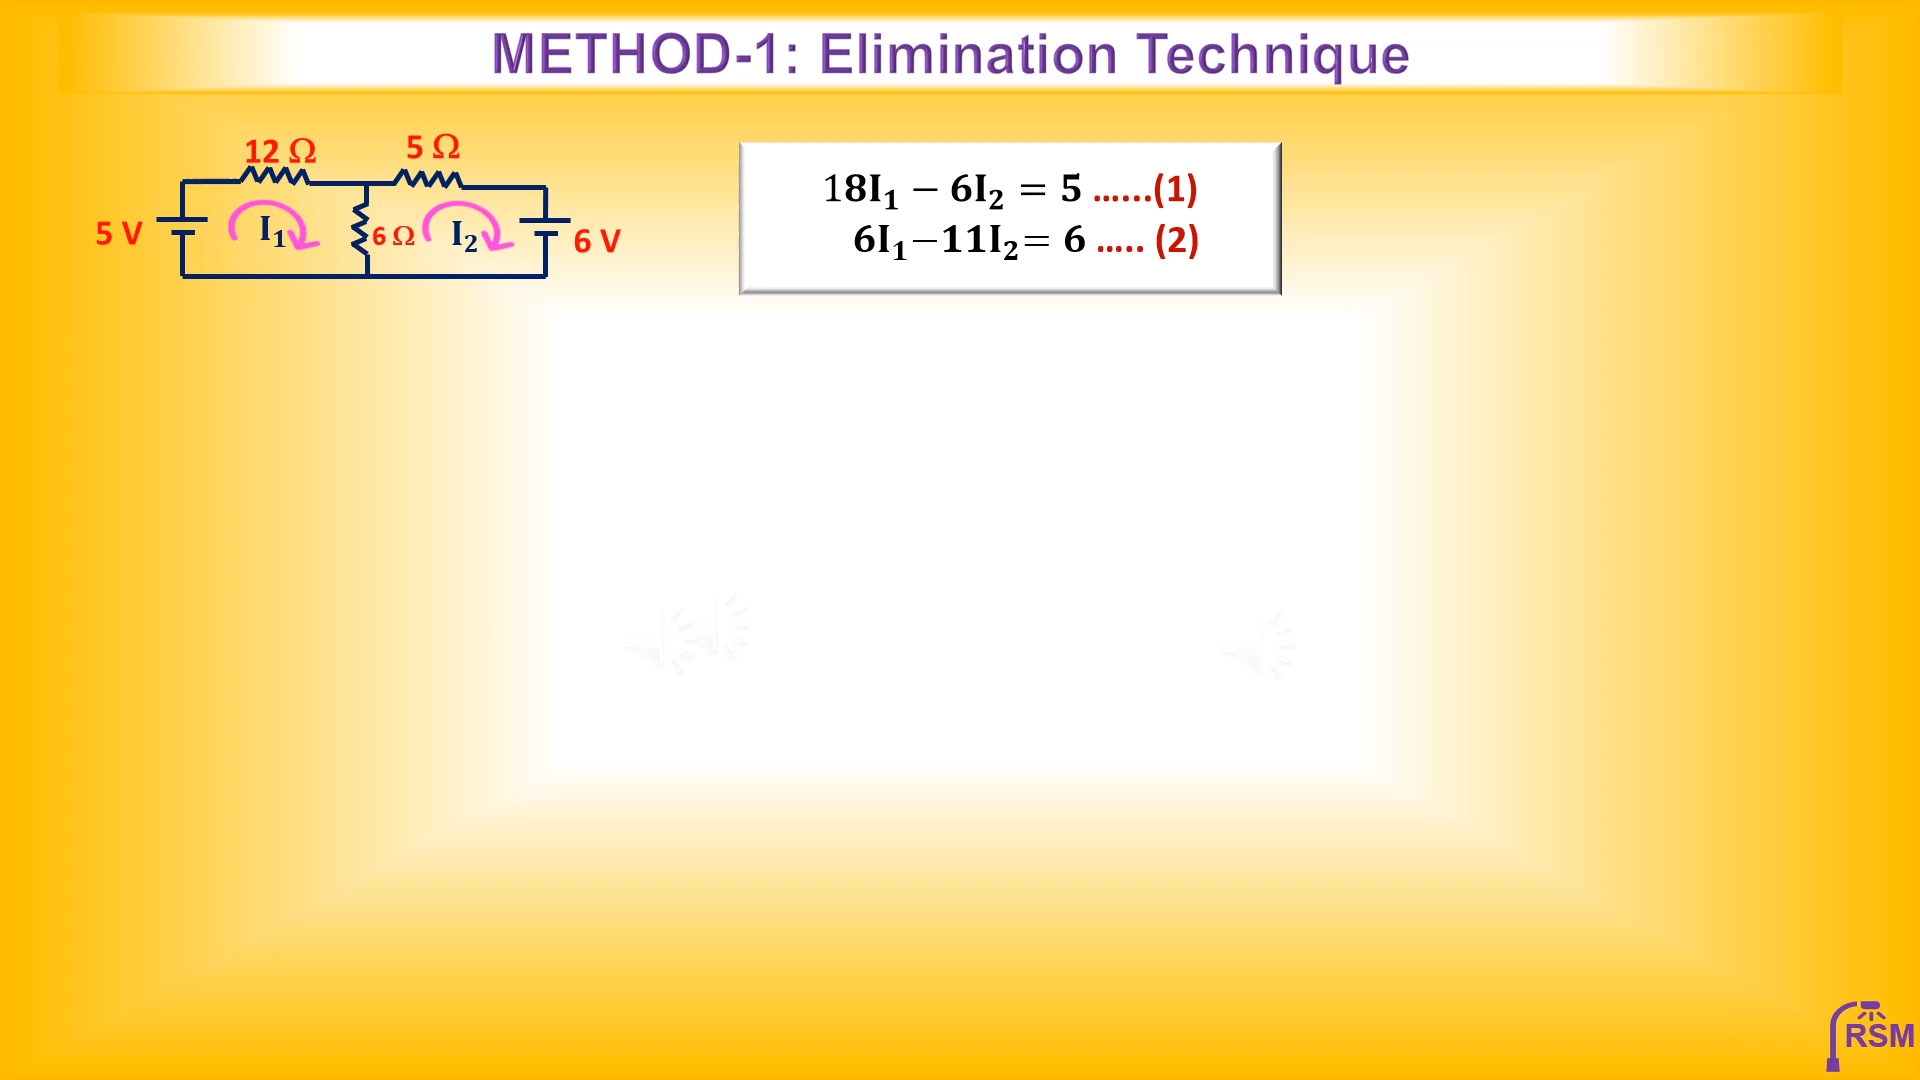 METHOD-1: Elimination Technique
12 Ω
5 Ω
5 V
I₁
6 Ω
I₂
6 V
18I₁ − 6I₂ = 5 ......(1)
6I₁−11I₂= 6 ..... (2)
RSM